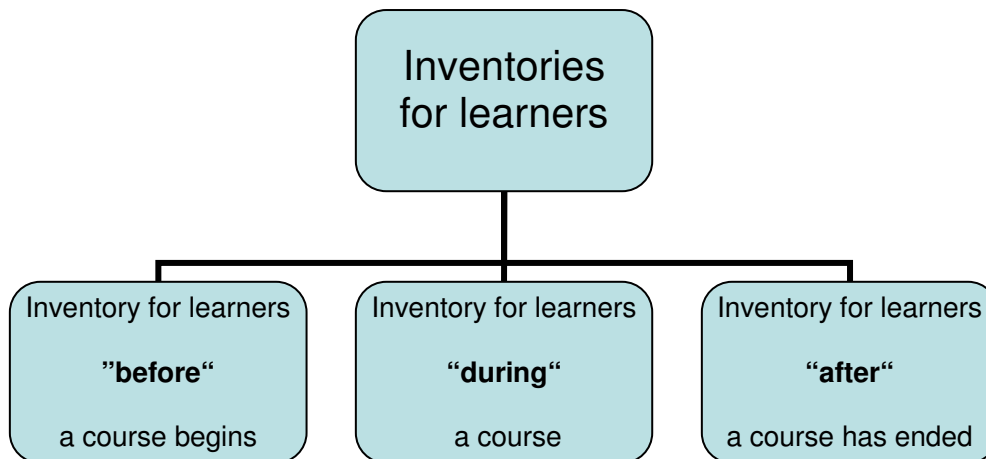 Inventories
for learners
Inventory for learners
”before“
a course begins
Inventory for learners
“during“
a course
Inventory for learners
“after“
a course has ended